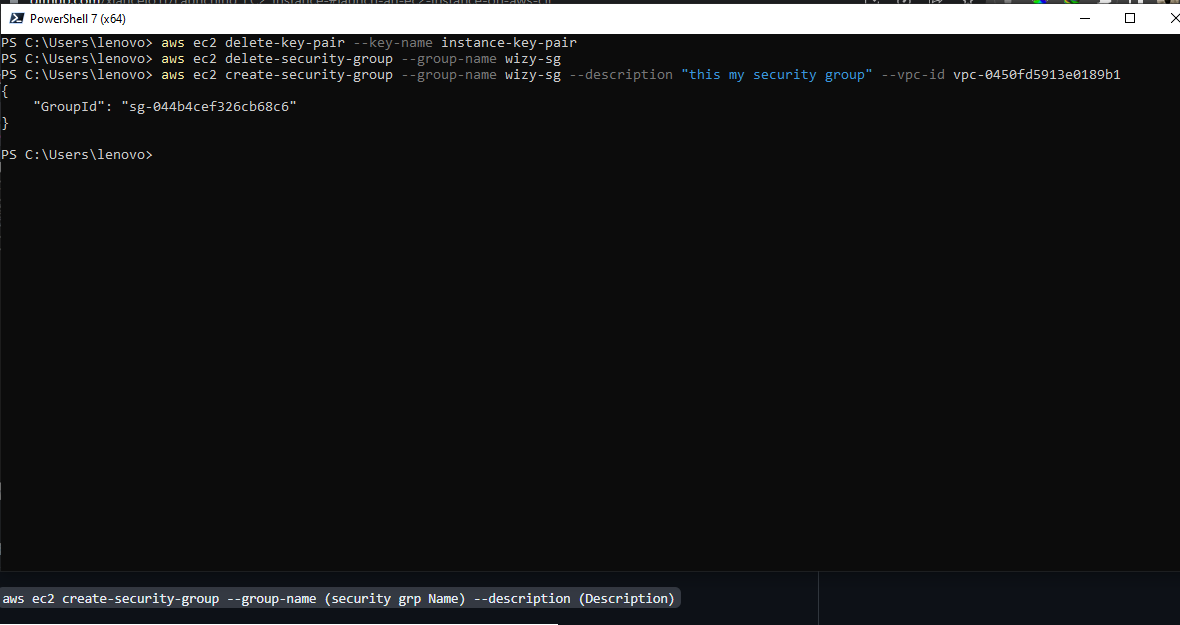 PowerShell 7 (x64)
PS C:\Users\lenovo> aws ec2 delete-key-pair --key-name instance-key-pair
PS C:\Users\lenovo> aws ec2 delete-security-group --group-name wizy-sg
PS C:\Users\lenovo> aws ec2 create-security-group --group-name wizy-sg --description "this my security group" --vpc-id vpc-0450fd5913e0189b1
{
    "GroupId": "sg-044b4cef326cb68c6"
}
PS C:\Users\lenovo>
aws ec2 create-security-group --group-name (security grp Name) --description (Description)